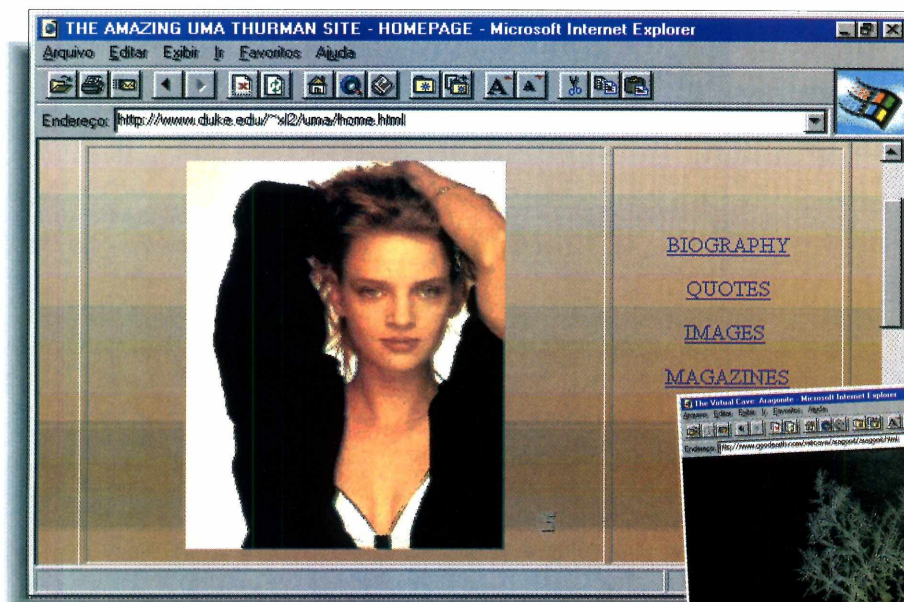 THE AMAZING UMA THURMAN SITE - HOMEPAGE - Microsoft Internet Explorer
Arquivo Editar Exibir Ir Favoritos Ajuda
Endereço: http://www.duke.edu/~sl2/uma/home.html
BIOGRAPHY
QUOTES
IMAGES
MAGAZINES
The Virtual Cave: Aragonite - Microsoft Internet Explorer
Arquivo Editar Exibir Ir Favoritos Ajuda
Endereço: